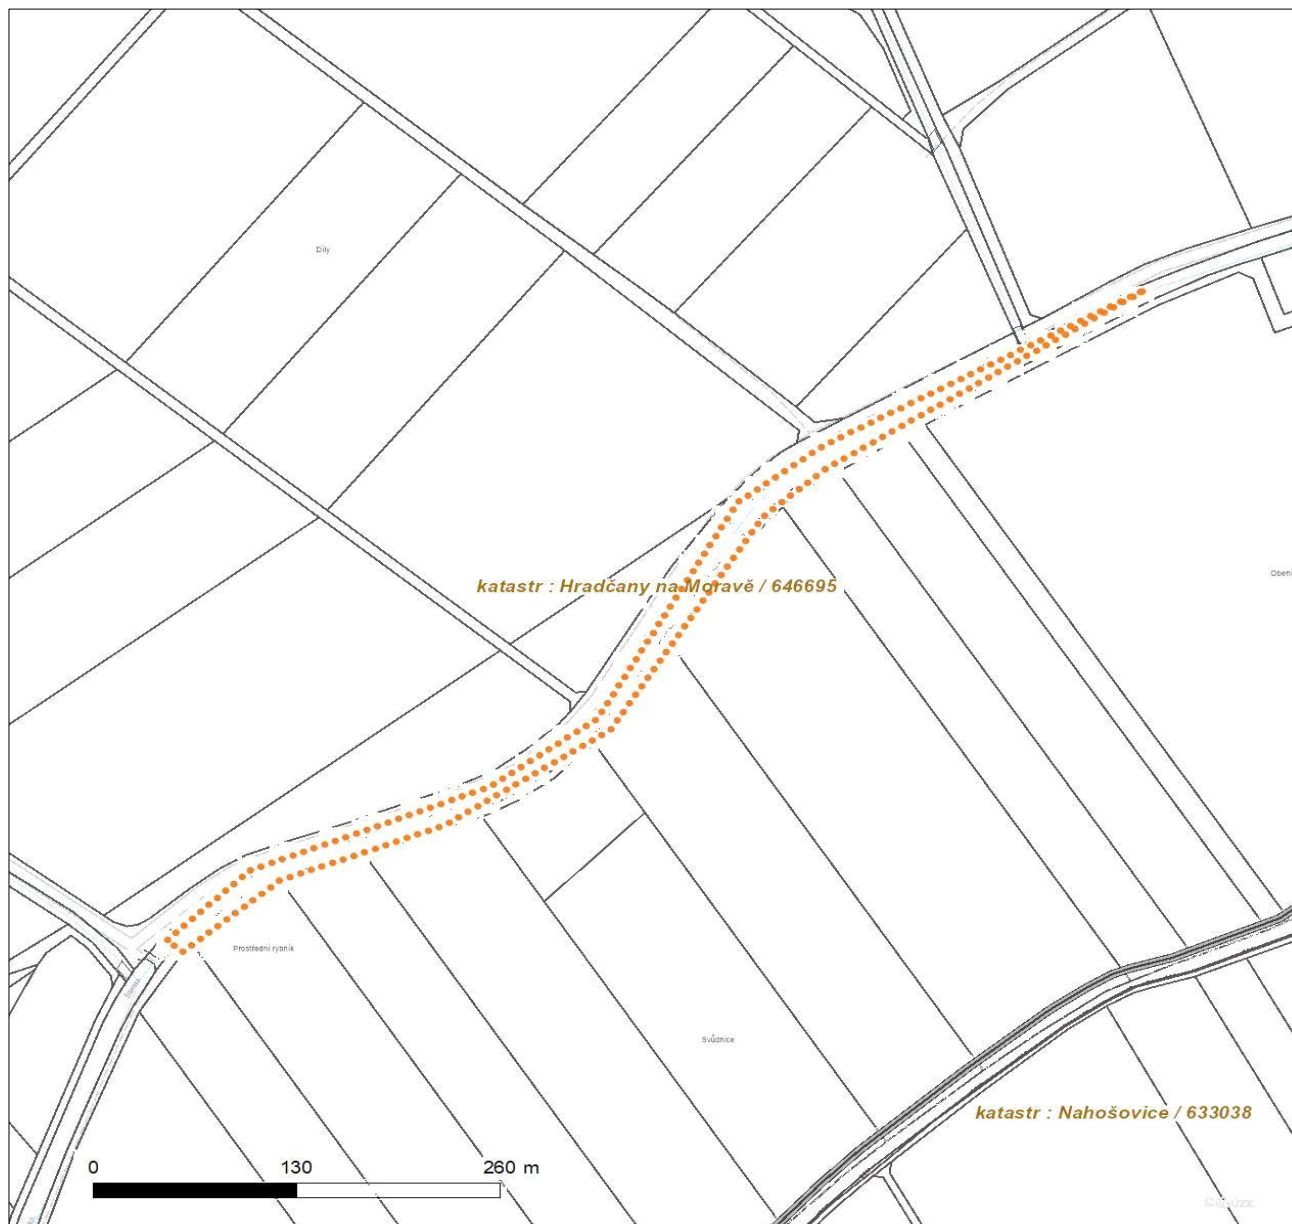 Díly
katastr : Hradčany na Moravě / 646695
Prostřední rybník
Svůdnice
katastr : Nahošovice / 633038
0 130 260 m